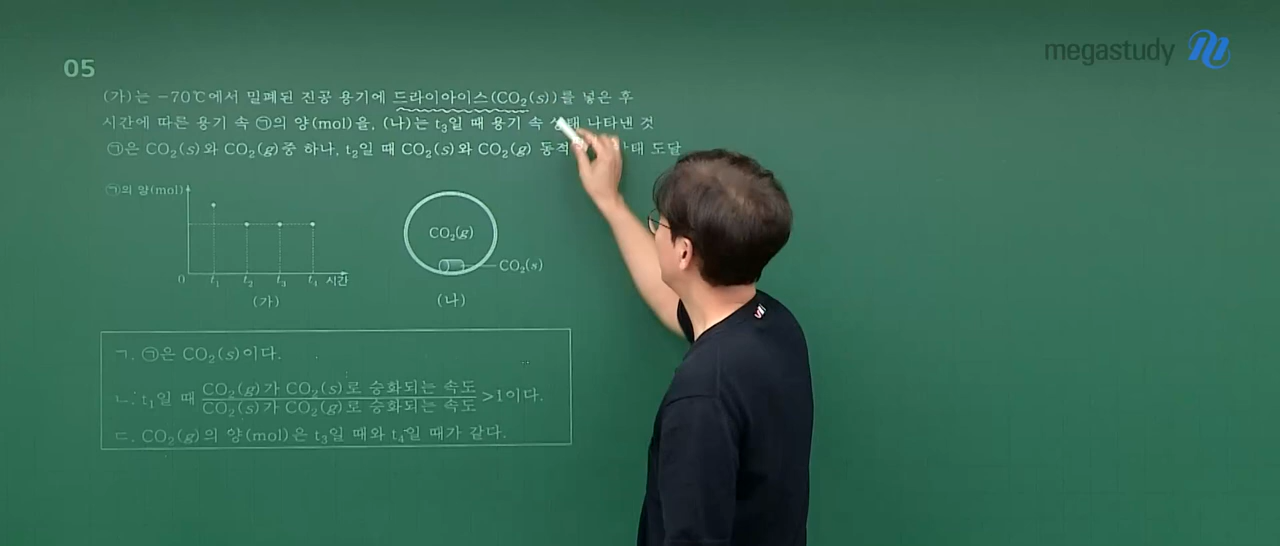 megastudy
05
(가)는 -70℃에서 밀폐된 진공 용기에 드라이아이스(CO₂(s))를 넣은 후
시간에 따른 용기 속 ㉠의 양(mol)을, (나)는 t₃일 때 용기 속 상태 나타낸 것
㉠은 CO₂(s)와 CO₂(g)중 하나, t₂일 때 CO₂(s)와 CO₂(g) 동적 도달
㉠의 양(mol)
0 t₁ t₂ t₃ t₄ 시간
(가)
CO₂(g)
CO₂(s)
(나)
ㄱ. ㉠은 CO₂(s)이다.
ㄴ. t₁일 때 CO₂(g)가 CO₂(s)로 승화되는 속도 / CO₂(s)가 CO₂(g)로 승화되는 속도 >1이다.
ㄷ. CO₂(g)의 양(mol)은 t₃일 때와 t₄일 때가 같다.